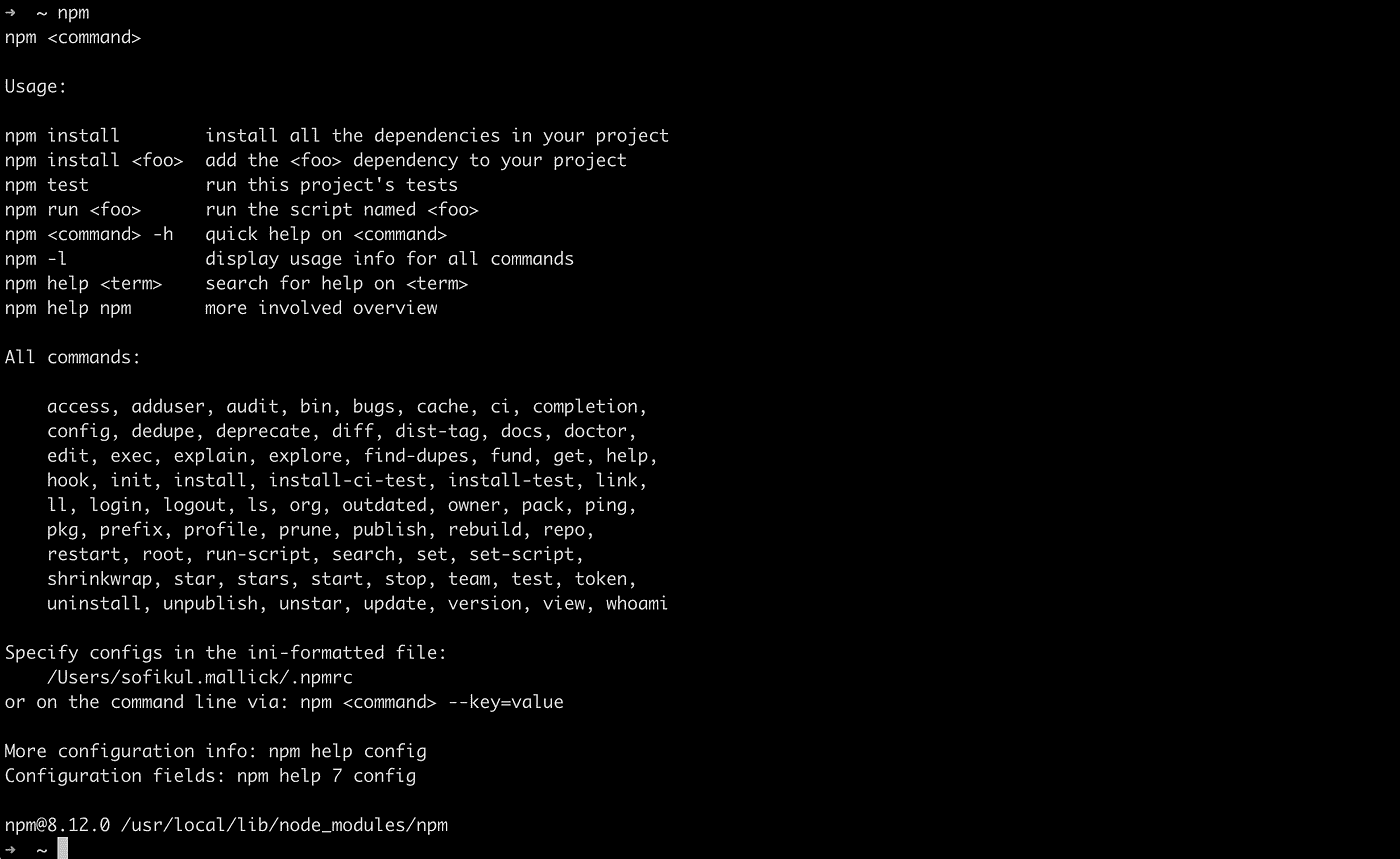 →  ~ npm
npm <command>

Usage:

npm install        install all the dependencies in your project
npm install <foo>  add the <foo> dependency to your project
npm test           run this project's tests
npm run <foo>      run the script named <foo>
npm <command> -h   quick help on <command>
npm -l             display usage info for all commands
npm help <term>    search for help on <term>
npm help npm       more involved overview

All commands:

    access, adduser, audit, bin, bugs, cache, ci, completion,
    config, dedupe, deprecate, diff, dist-tag, docs, doctor,
    edit, exec, explain, explore, find-dupes, fund, get, help,
    hook, init, install, install-ci-test, install-test, link,
    ll, login, logout, ls, org, outdated, owner, pack, ping,
    pkg, prefix, profile, prune, publish, rebuild, repo,
    restart, root, run-script, search, set, set-script,
    shrinkwrap, star, stars, start, stop, team, test, token,
    uninstall, unpublish, unstar, update, version, view, whoami

Specify configs in the ini-formatted file:
    /Users/sofikul.mallick/.npmrc
or on the command line via: npm <command> --key=value

More configuration info: npm help config
Configuration fields: npm help 7 config

npm@8.12.0 /usr/local/lib/node_modules/npm
→  ~